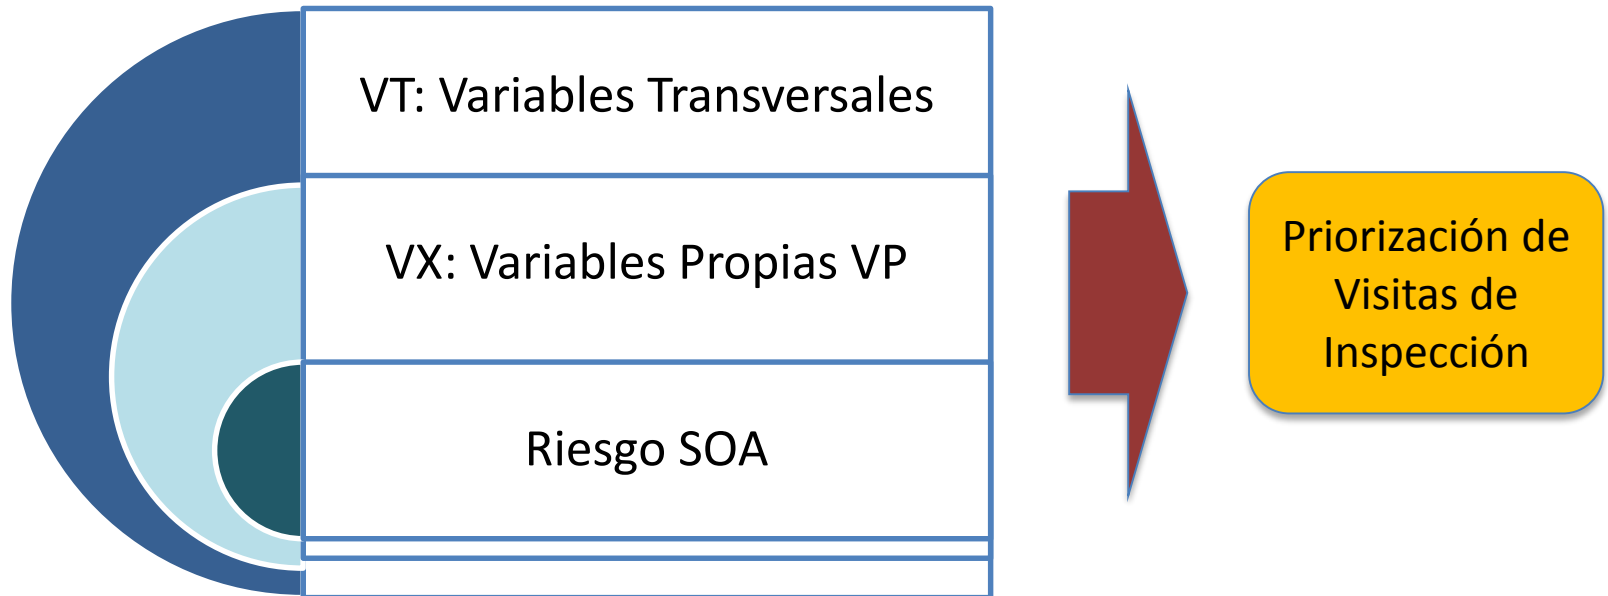 VT: Variables Transversales
VX: Variables Propias VP
Riesgo SOA
Priorización de
Visitas de
Inspección